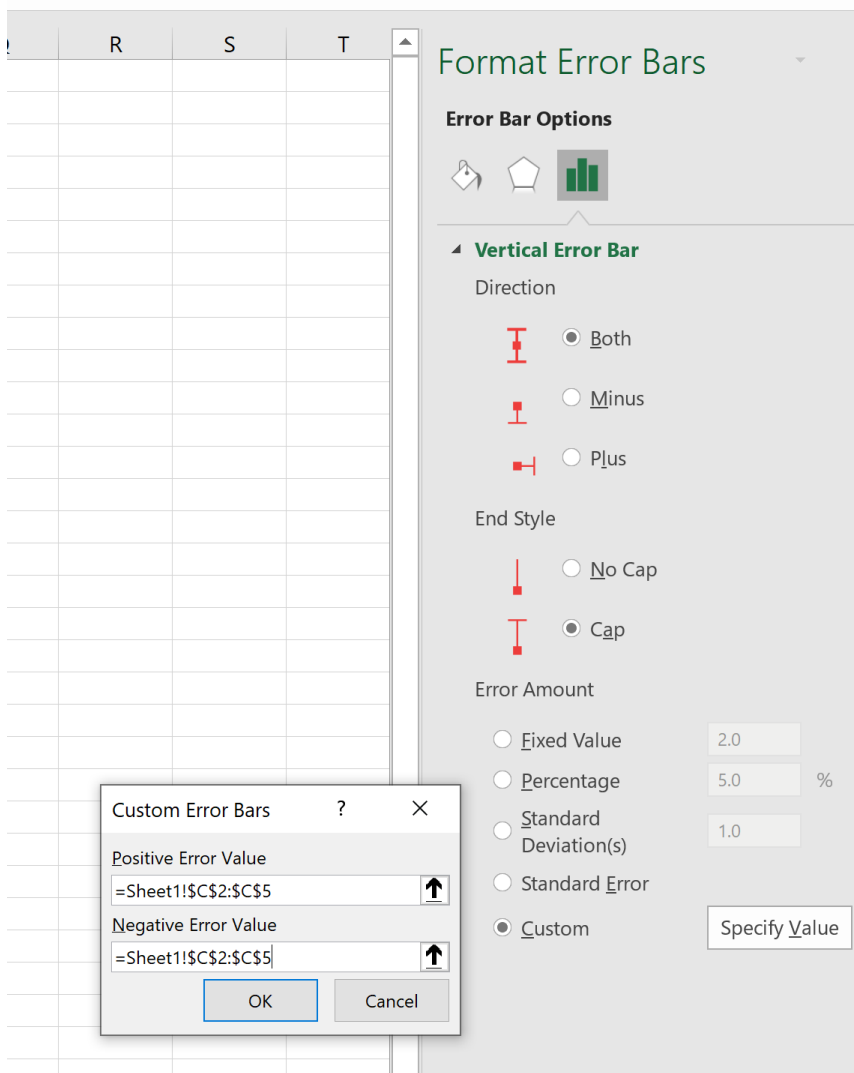 R S T
Format Error Bars
Error Bar Options
Vertical Error Bar
Direction
Both
Minus
Plus
End Style
No Cap
Cap
Error Amount
Fixed Value 2.0
Percentage 5.0 %
Standard
Deviation(s) 1.0
Standard Error
Custom Specify Value
Custom Error Bars ?
Positive Error Value
=Sheet1!$C$2:$C$5
Negative Error Value
=Sheet1!$C$2:$C$5
OK Cancel